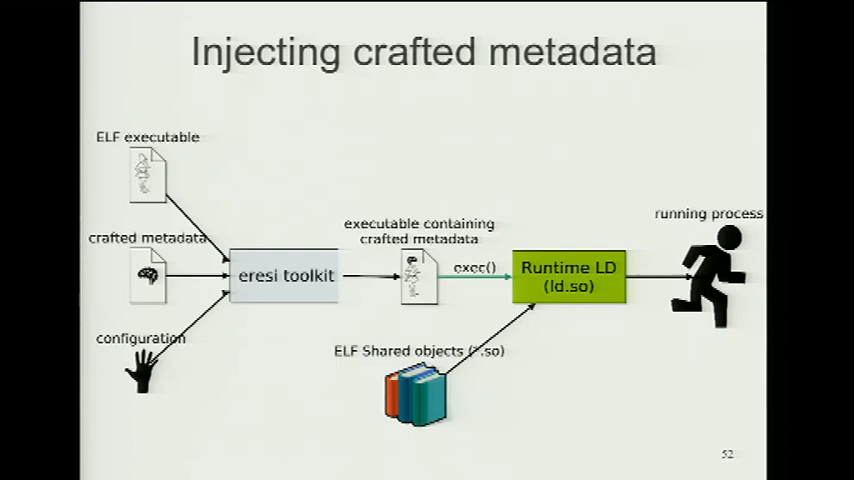 Injecting crafted metadata
ELF executable
crafted metadata
configuration
eresi toolkit
executable containing
crafted metadata
exec()
ELF Shared objects (*.so)
Runtime LD
(ld.so)
running process
52